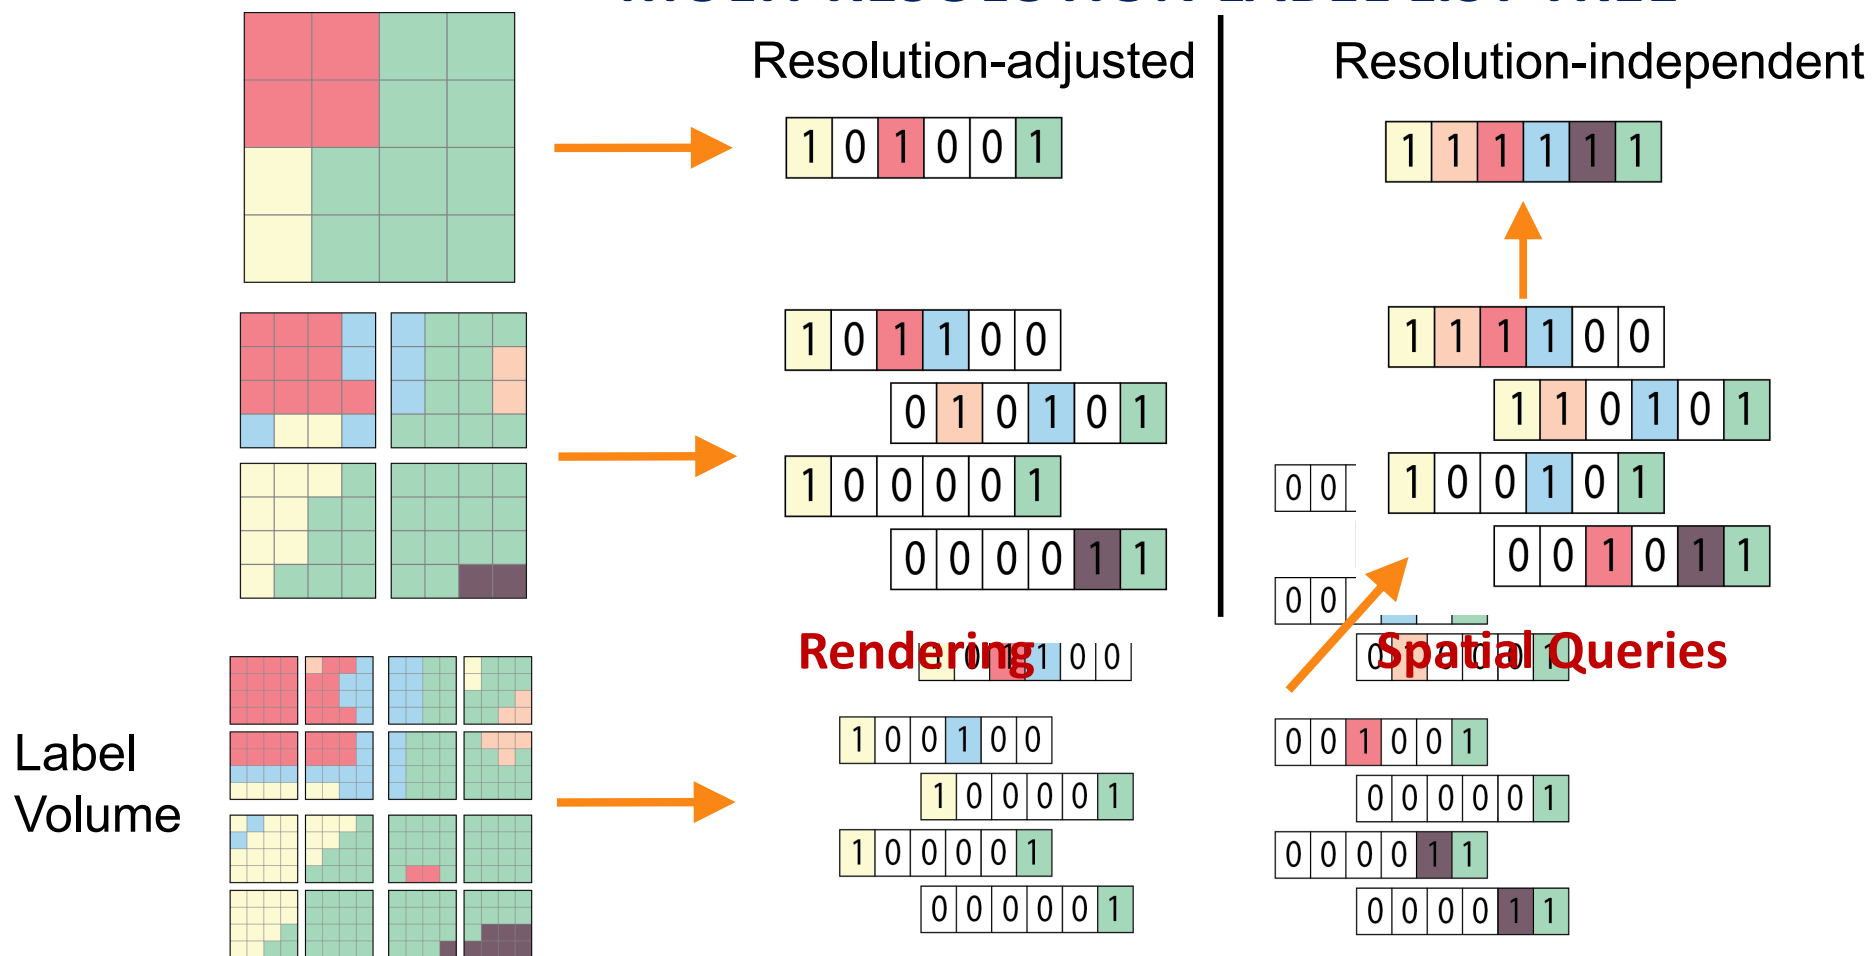 Resolution-adjusted
Resolution-independent
1 0 1 0 0 1
1 1 1 1 1 1
1 0 1 1 0 0
1 1 1 1 0 0
0 1 0 1 0 1
1 1 0 1 0 1
1 0 0 0 0 1
0 0
1 0 0 1 0 1
0 0 0 0 1 1
0 0 1 0 1 1
0 0
Rendering
Spatial Queries
1 0 0
Label
Volume
1 0 0 1 0 0
0 0 1 0 0 1
1 0 0 0 0 1
0 0 0 0 0 1
1 0 0 0 0 1
0 0 0 0 1 1
0 0 0 0 0 1
0 0 0 0 1 1